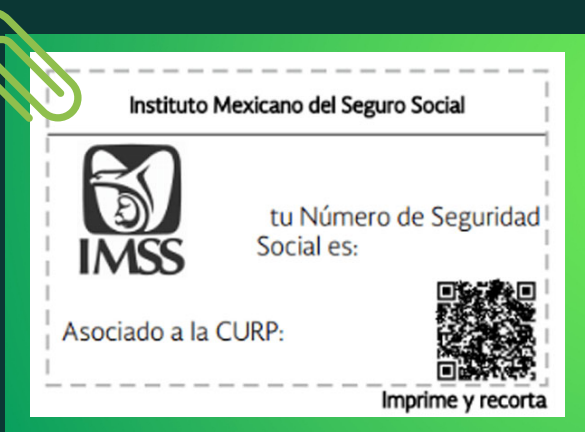 Instituto Mexicano del Seguro Social
IMSS
tu Número de Seguridad
Social es:
Asociado a la CURP:
Imprime y recorta